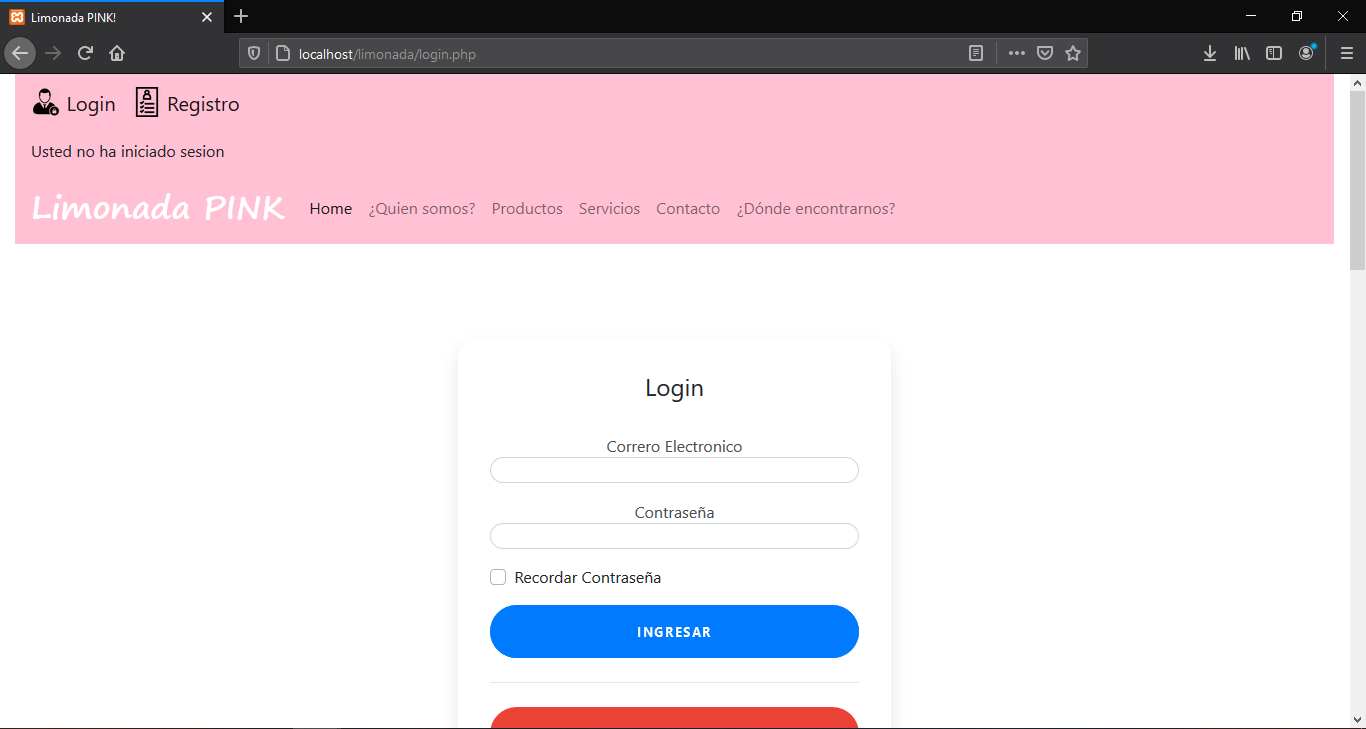 Limonada PINK!
localhost/limonada/login.php
Login Registro
Usted no ha iniciado sesion
Limonada PINK Home ¿Quien somos? Productos Servicios Contacto ¿Dónde encontrarnos?
Login
Correro Electronico
Contraseña
Recordar Contraseña
INGRESAR